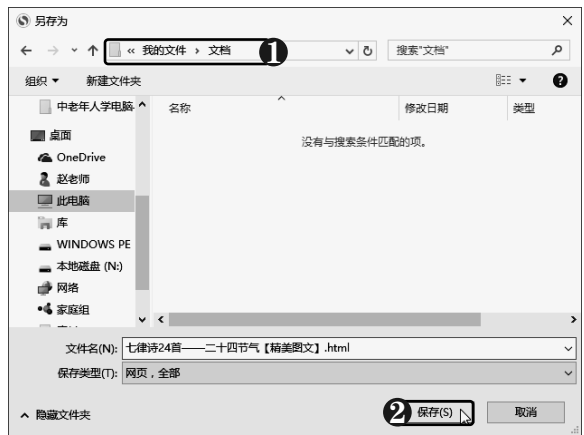 另存为
« 我的文件 › 文档
1
搜索"文档"
组织 新建文件夹
中老年人学电脑
名称 修改日期 类型
没有与搜索条件匹配的项。
桌面
OneDrive
赵老师
此电脑
库
WINDOWS PE
本地磁盘 (N:)
网络
家庭组
文件名(N): 七律诗24首——二十四节气【精美图文】.html
保存类型(T): 网页，全部
隐藏文件夹
2
保存(S) 取消